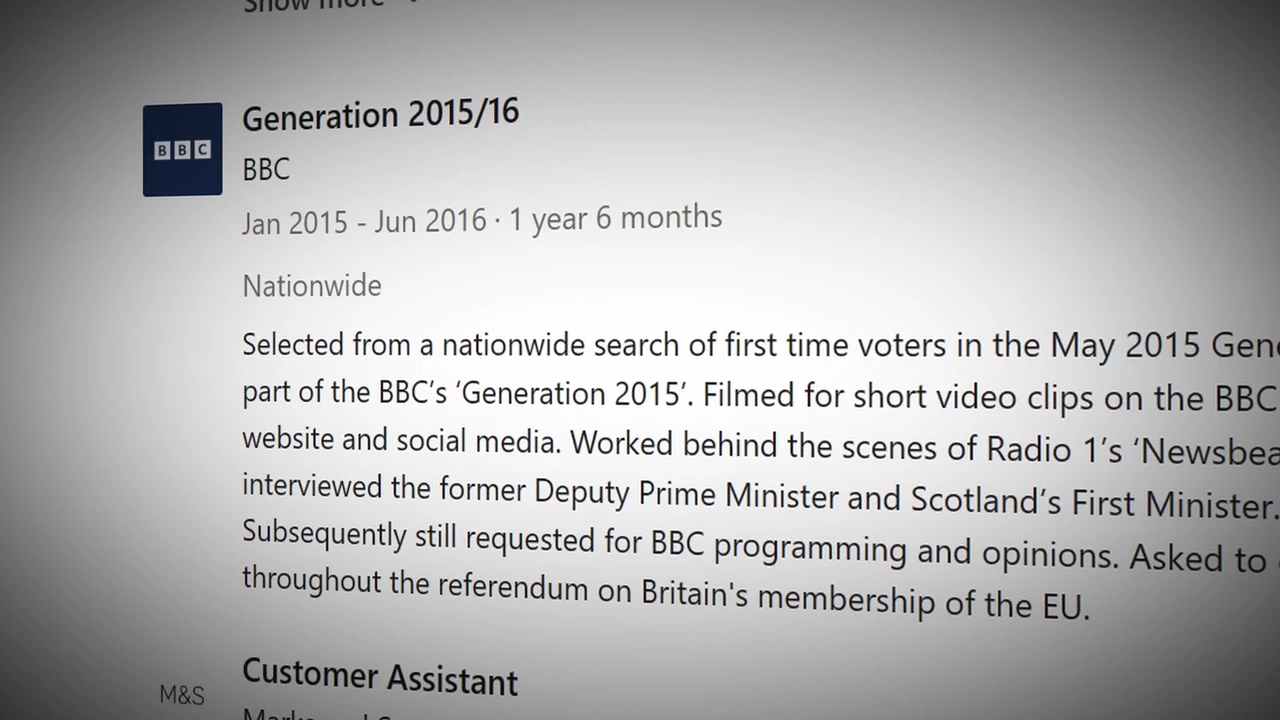 Show more
Generation 2015/16
BBC
BBC
Jan 2015 - Jun 2016 · 1 year 6 months
Nationwide
Selected from a nationwide search of first time voters in the May 2015
part of the BBC’s ‘Generation 2015’. Filmed for short video clips on the BBC
website and social media. Worked behind the scenes of Radio 1’s
interviewed the former Deputy Prime Minister and Scotland’s First Minister.
Subsequently still requested for BBC programming and opinions. Asked to
throughout the referendum on Britain's membership of the EU.
Customer Assistant
M&S